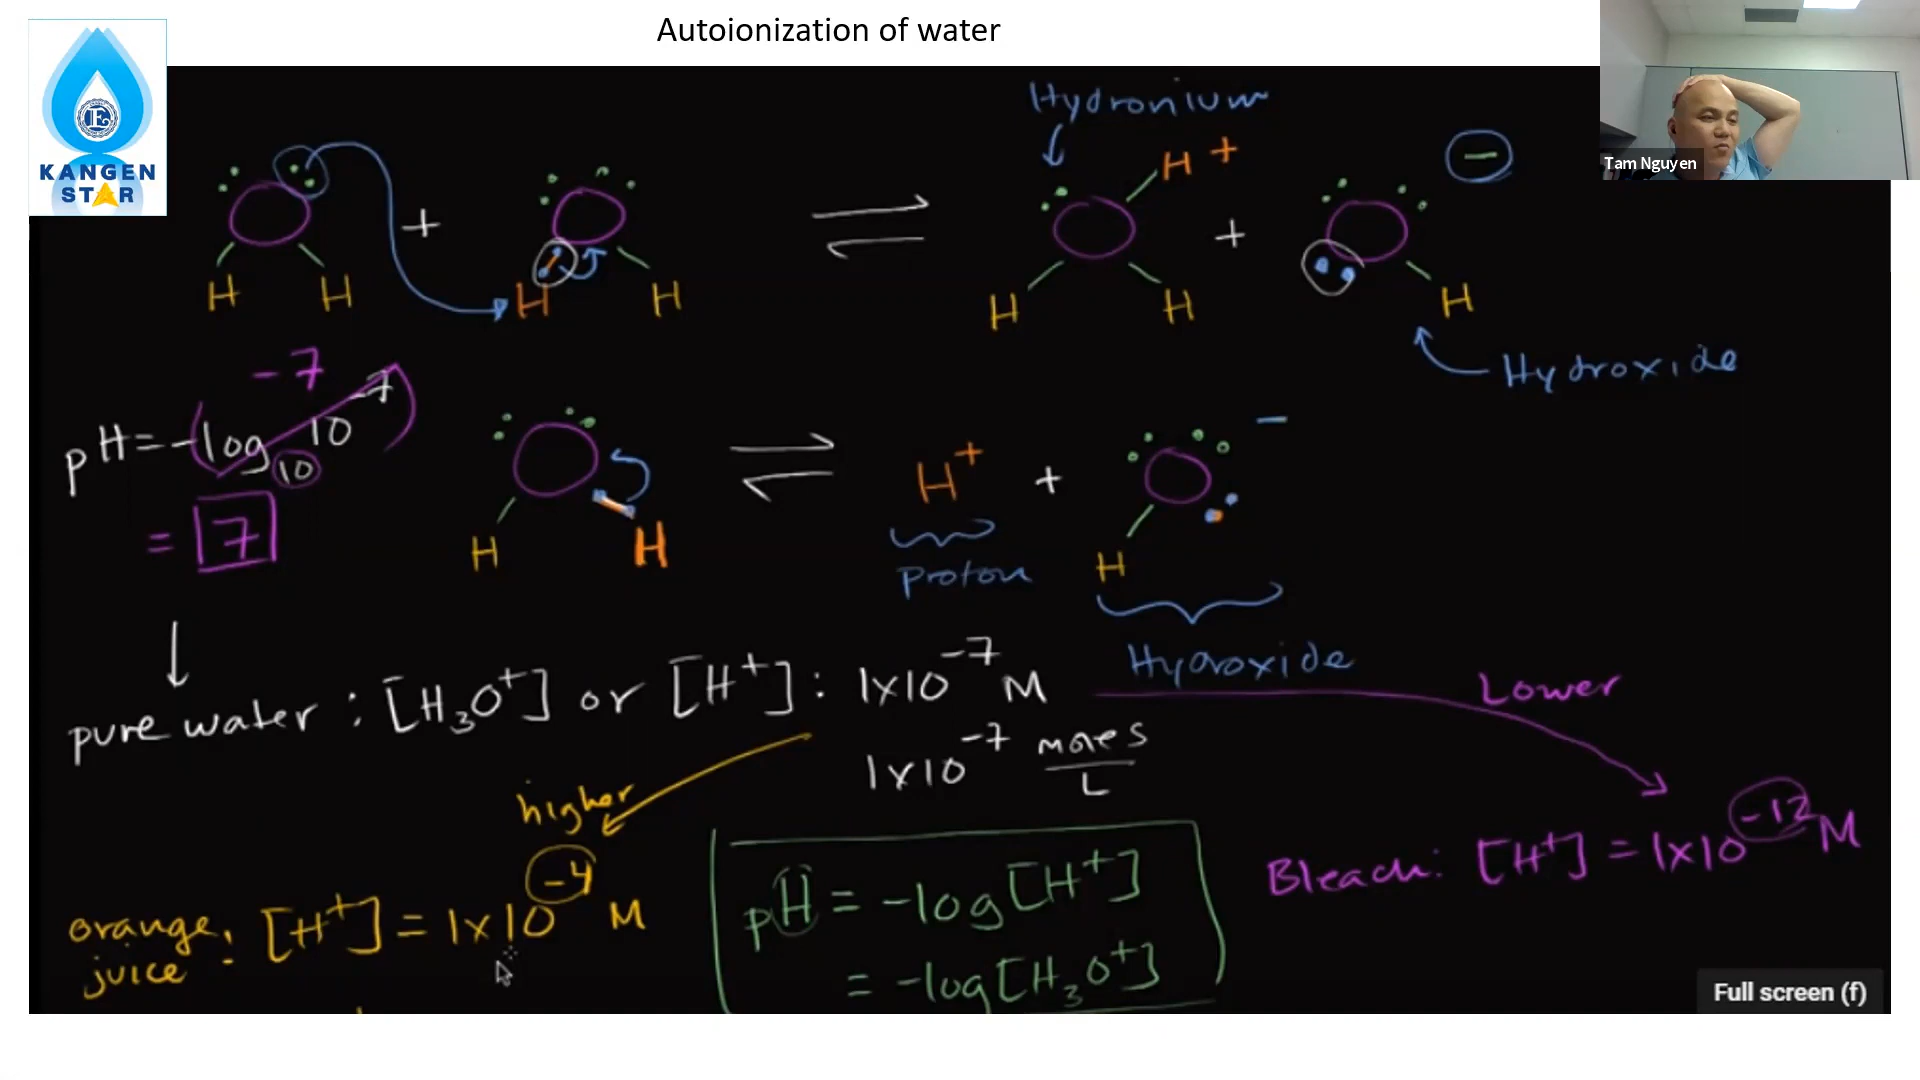 Autoionization of water
KANGEN
STAR
E
Tam Nguyen
Hydronium
H +
+
+
−
H H
H H
H H
H
Hydroxide
pH = -log₁₀ 10⁻⁷
-7
= 7
H H
H⁺ +
−
H
Proton
Hydroxide
pure water : [H₃O⁺] or [H⁺] : 1x10⁻⁷ M
1x10⁻⁷ moles
L
Lower
higher
orange juice : [H⁺] = 1x10⁻⁴ M
pH = -log[H⁺]
= -log[H₃O⁺]
Bleach: [H⁺] = 1x10⁻¹² M
Full screen (f)